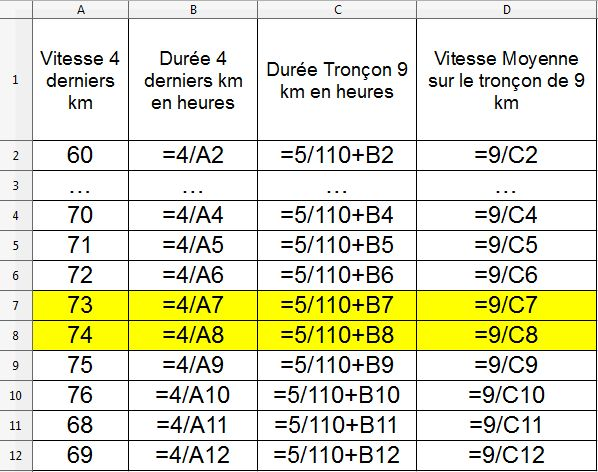 A B C D
1 Vitesse 4 derniers km Durée 4 derniers km en heures Durée Tronçon 9 km en heures Vitesse Moyenne sur le tronçon de 9 km
2 60 =4/A2 =5/110+B2 =9/C2
3 ... ... ... ...
4 70 =4/A4 =5/110+B4 =9/C4
5 71 =4/A5 =5/110+B5 =9/C5
6 72 =4/A6 =5/110+B6 =9/C6
7 73 =4/A7 =5/110+B7 =9/C7
8 74 =4/A8 =5/110+B8 =9/C8
9 75 =4/A9 =5/110+B9 =9/C9
10 76 =4/A10 =5/110+B10 =9/C10
11 68 =4/A11 =5/110+B11 =9/C11
12 69 =4/A12 =5/110+B12 =9/C12